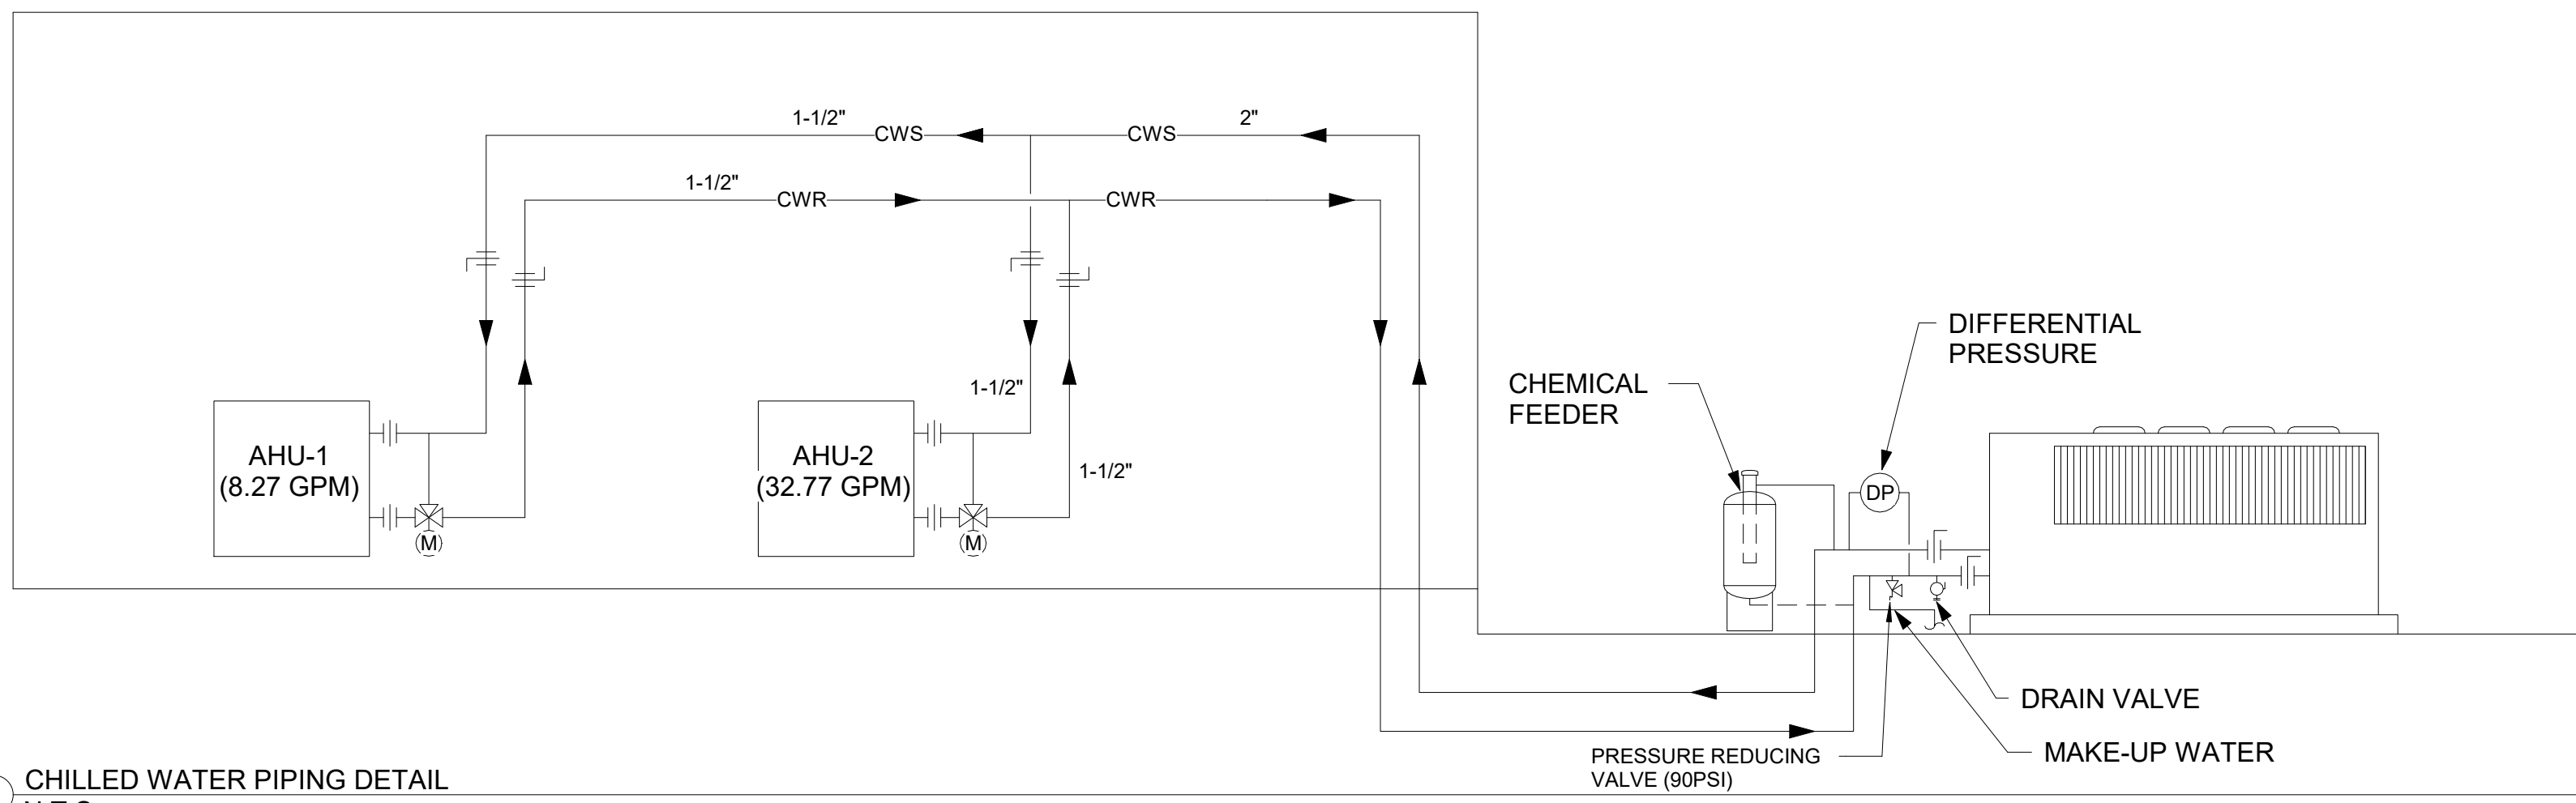 1-1/2"
CWS
CWS
2"
1-1/2"
CWR
CWR
1-1/2"
1-1/2"
AHU-1
(8.27 GPM)
(M)
AHU-2
(32.77 GPM)
(M)
CHEMICAL
FEEDER
DIFFERENTIAL
PRESSURE
DP
DRAIN VALVE
MAKE-UP WATER
PRESSURE REDUCING
VALVE (90PSI)
CHILLED WATER PIPING DETAIL